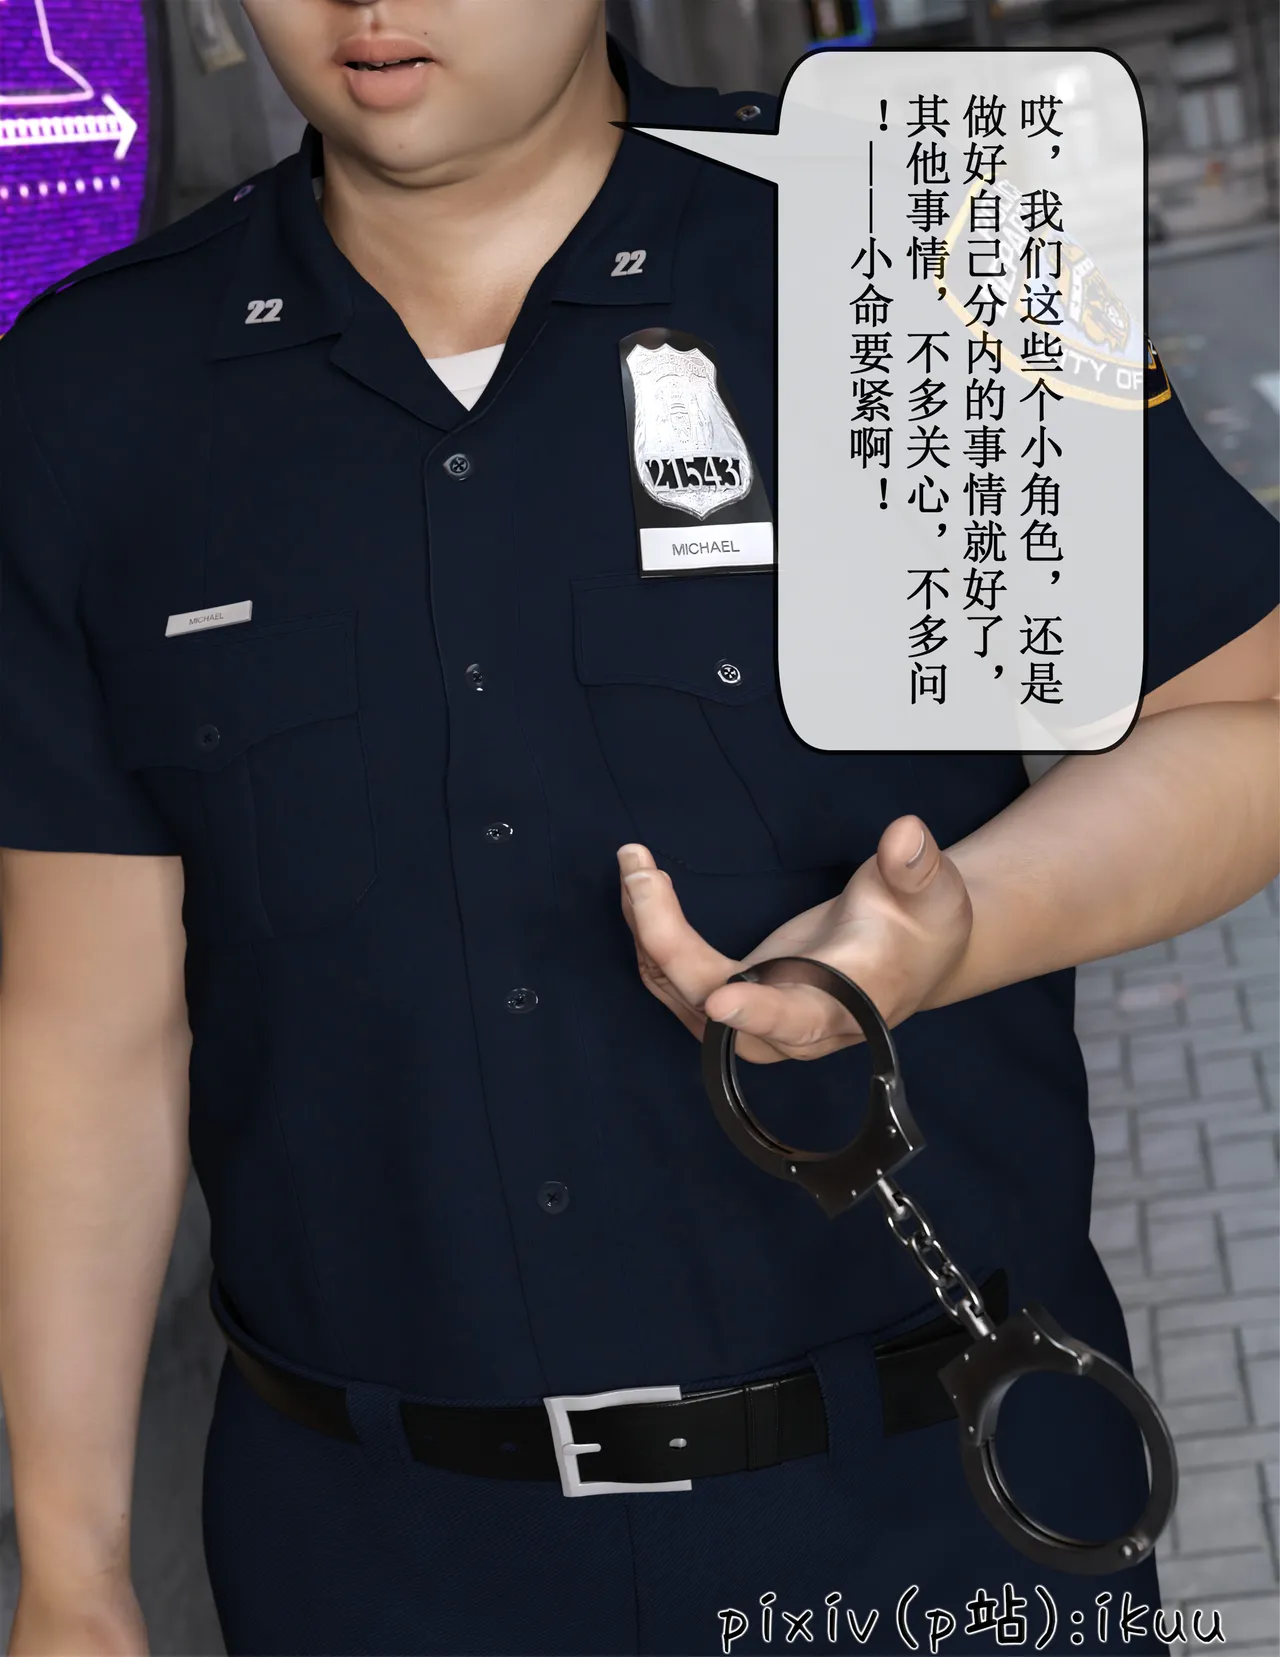 哎，我们这些个小角色，还是
做好自己分内的事情就好了，
其他事情，不多关心，不多问
！——小命要紧啊！
22
22
21543
MICHAEL
MICHAEL
TY OF
pixiv(p站):ikuu